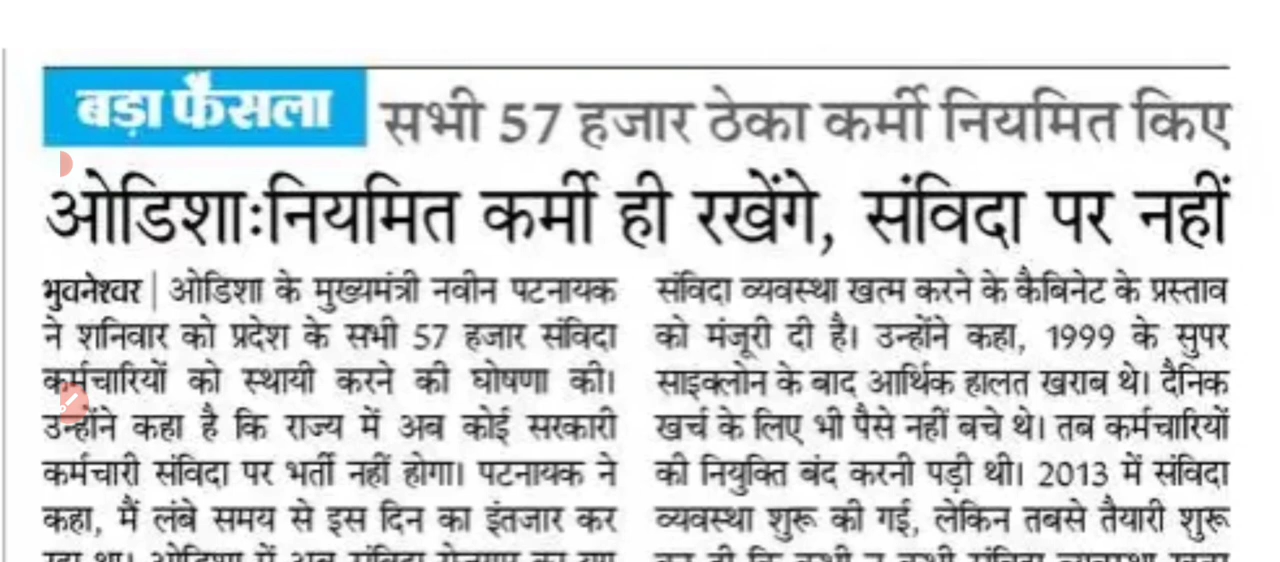 बड़ा फैसला सभी 57 हजार ठेका कर्मी नियमित किए
ओडिशा:नियमित कर्मी ही रखेंगे, संविदा पर नहीं
भुवनेश्वर | ओडिशा के मुख्यमंत्री नवीन पटनायक
ने शनिवार को प्रदेश के सभी 57 हजार संविदा
कर्मचारियों को स्थायी करने की घोषणा की।
उन्होंने कहा है कि राज्य में अब कोई सरकारी
कर्मचारी संविदा पर भर्ती नहीं होगा। पटनायक ने
कहा, मैं लंबे समय से इस दिन का इंतजार कर
संविदा व्यवस्था खत्म करने के कैबिनेट के प्रस्ताव
को मंजूरी दी है। उन्होंने कहा, 1999 के सुपर
साइक्लोन के बाद आर्थिक हालत खराब थे। दैनिक
खर्च के लिए भी पैसे नहीं बचे थे। तब कर्मचारियों
की नियुक्ति बंद करनी पड़ी थी। 2013 में संविदा
व्यवस्था शुरू की गई, लेकिन तबसे तैयारी शुरू